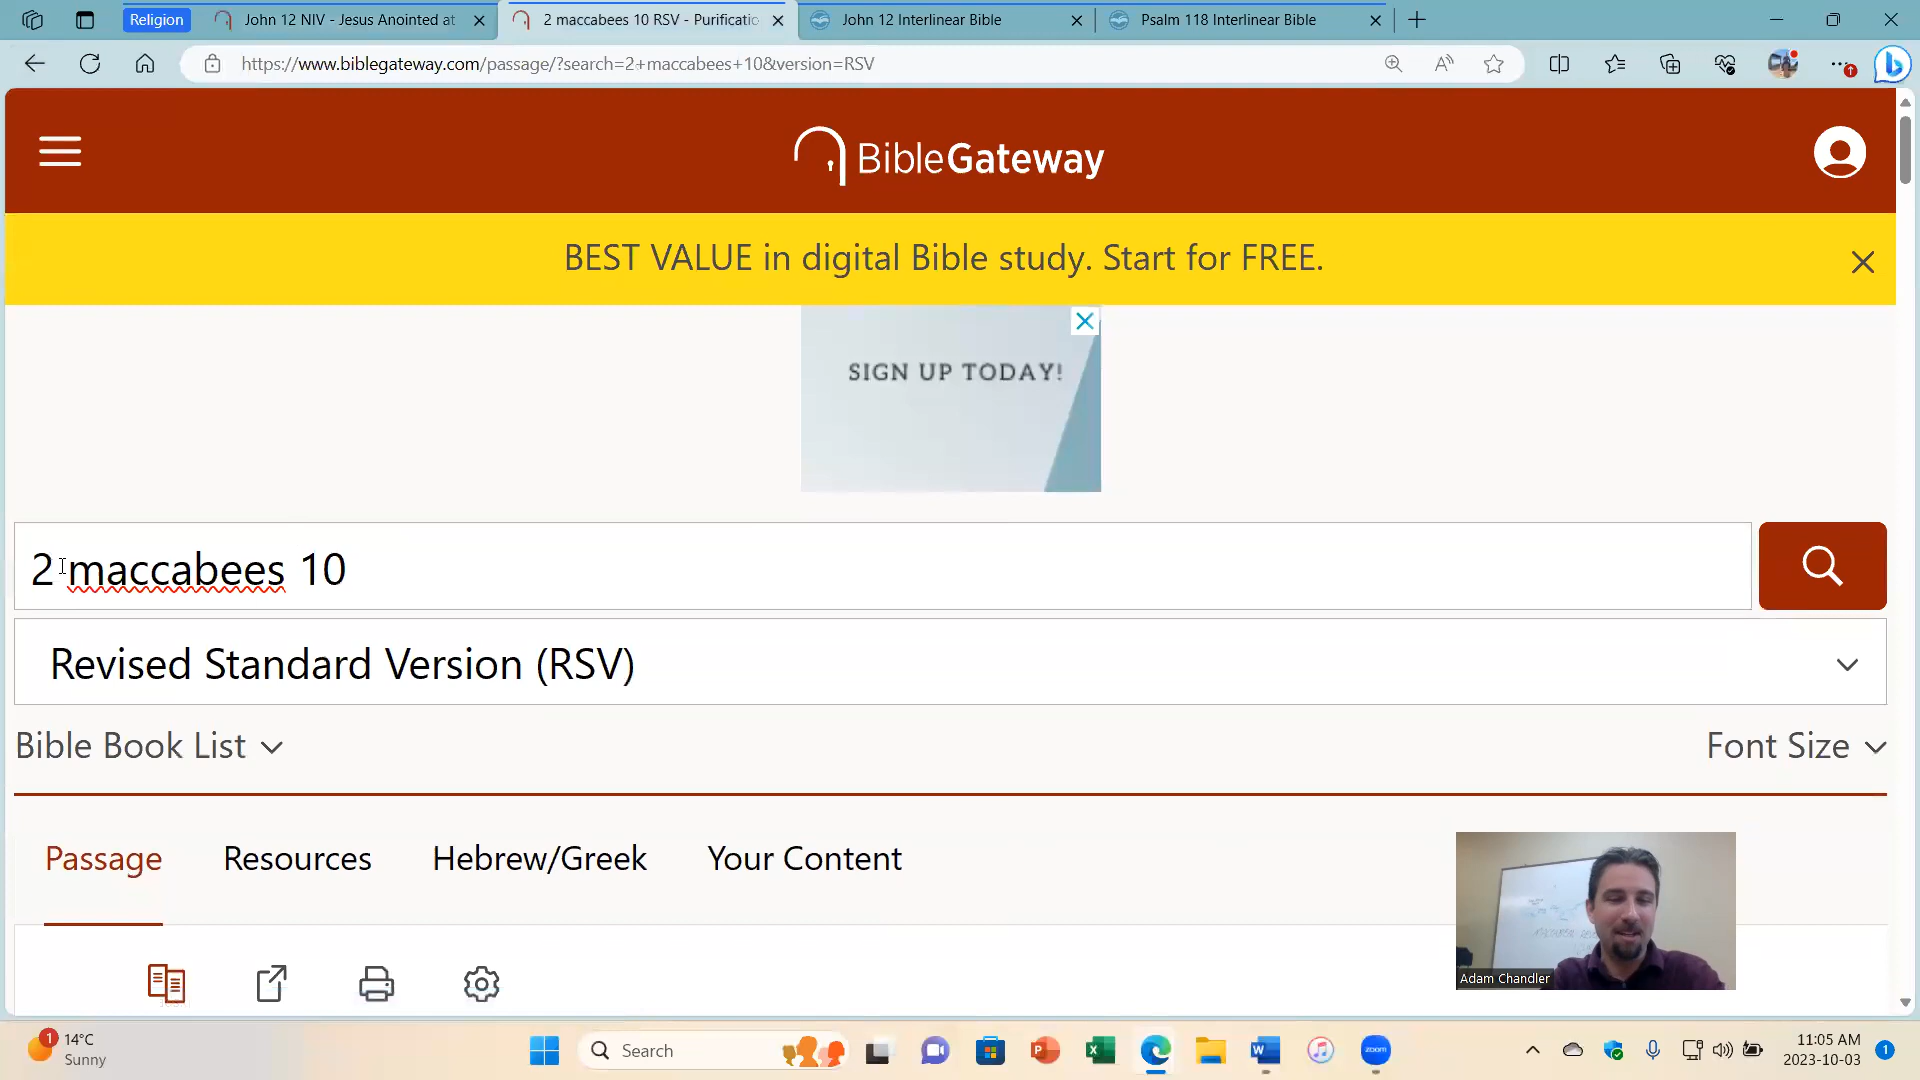 Religion
John 12 NIV - Jesus Anointed at
2 maccabees 10 RSV - Purificatio
John 12 Interlinear Bible
Psalm 118 Interlinear Bible
https://www.biblegateway.com/passage/?search=2+maccabees+10&version=RSV
BibleGateway
BEST VALUE in digital Bible study. Start for FREE.
SIGN UP TODAY!
2 maccabees 10
Revised Standard Version (RSV)
Bible Book List
Font Size
Passage
Resources
Hebrew/Greek
Your Content
Adam Chandler
1
14°C
Sunny
Search
zoom
11:05 AM
2023-10-03
1